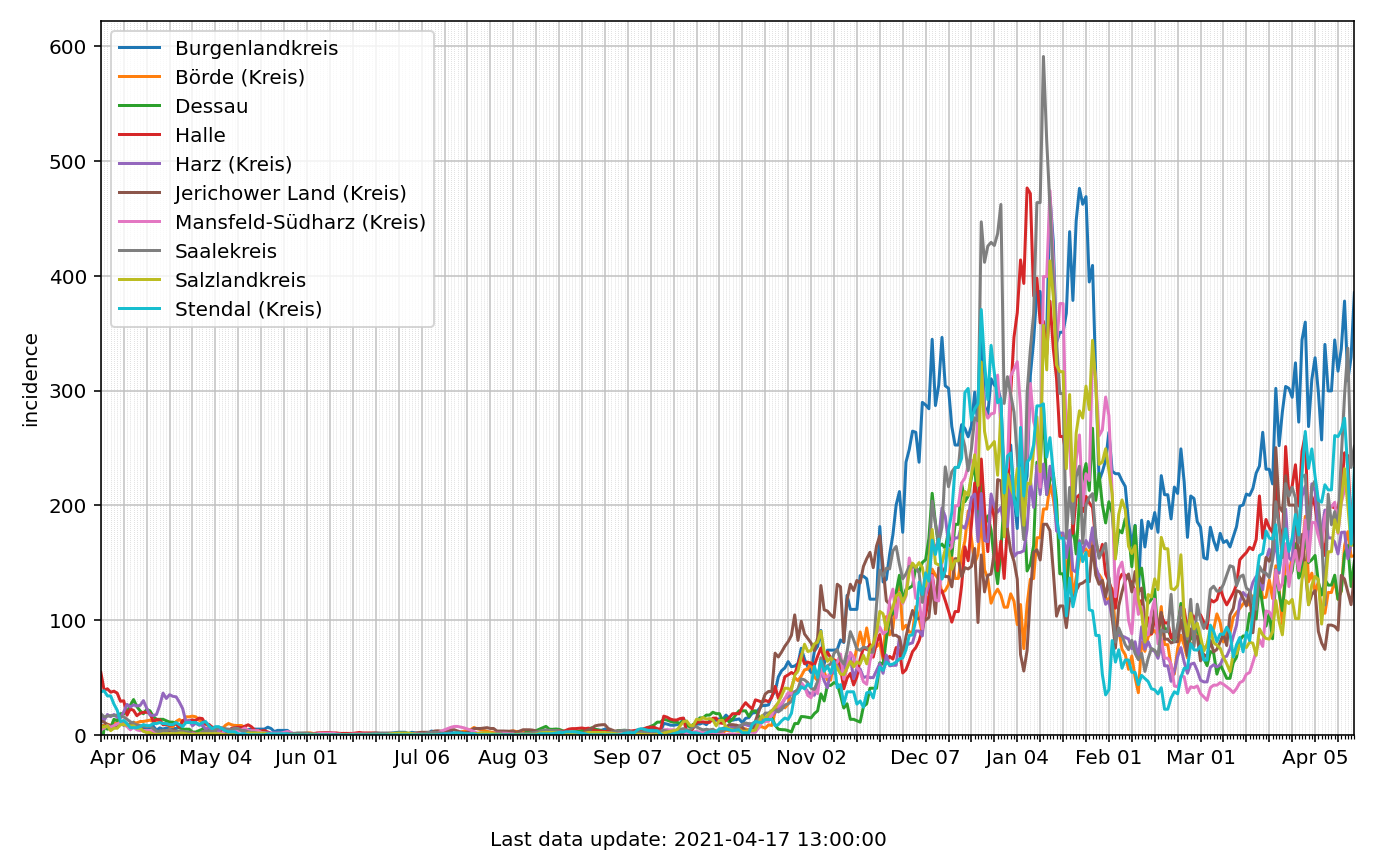 600
500
400
300
200
100
0
incidence
Burgenlandkreis
Börde (Kreis)
Dessau
Halle
Harz (Kreis)
Jerichower Land (Kreis)
Mansfeld-Südharz (Kreis)
Saalekreis
Salzlandkreis
Stendal (Kreis)
Apr 06 May 04 Jun 01 Jul 06 Aug 03 Sep 07 Oct 05 Nov 02 Dec 07 Jan 04 Feb 01 Mar 01 Apr 05
Last data update: 2021-04-17 13:00:00